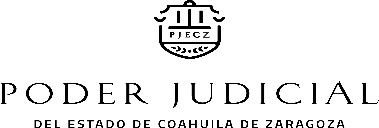 PJECZ
PODER JUDICIAL
DEL ESTADO DE COAHUILA DE ZARAGOZA